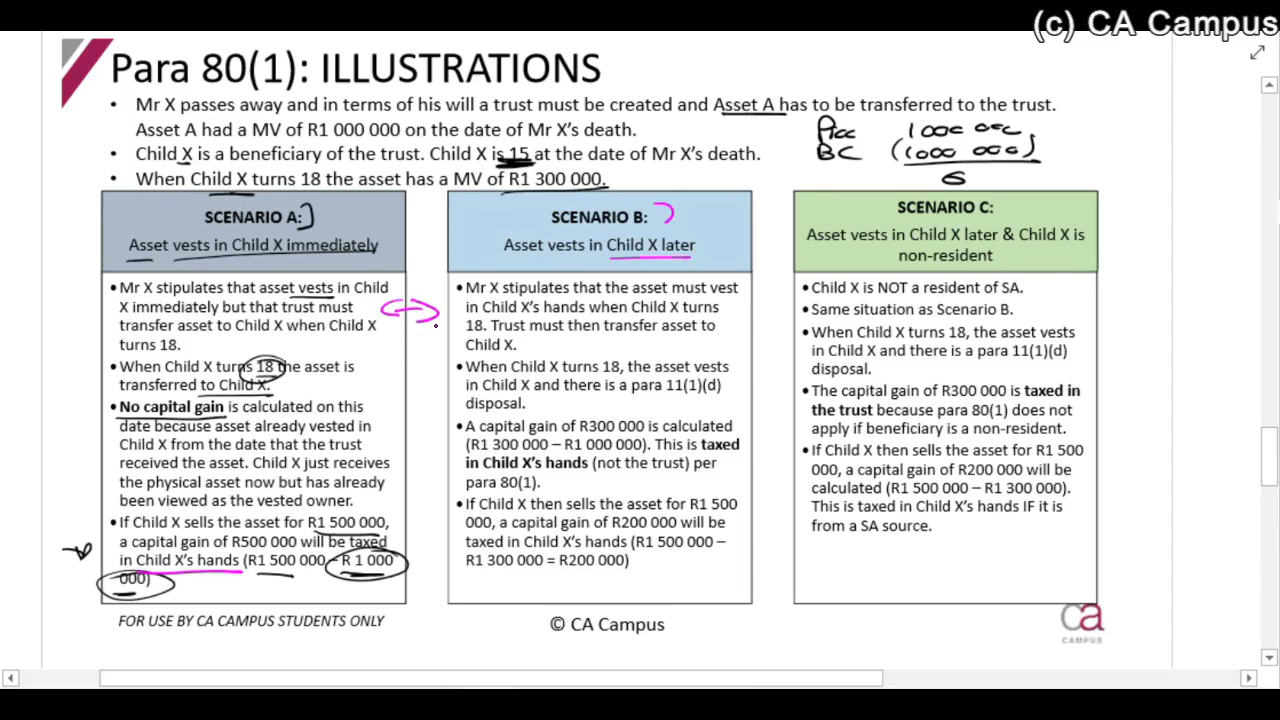 (c) CA Campus
Para 80(1): ILLUSTRATIONS
• Mr X passes away and in terms of his will a trust must be created and Asset A has to be transferred to the trust.
Asset A had a MV of R1 000 000 on the date of Mr X's death.
• Child X is a beneficiary of the trust. Child X is 15 at the date of Mr X's death.
• When Child X turns 18 the asset has a MV of R1 300 000.
1 000 000
BC (1 000 000)
SCENARIO A:
Asset vests in Child X immediately
• Mr X stipulates that asset vests in Child
X immediately but that trust must
transfer asset to Child X when Child X
turns 18.
• When Child X turns 18 the asset is
transferred to Child X.
• No capital gain is calculated on this
date because asset already vested in
Child X from the date that the trust
received the asset. Child X just receives
the physical asset now but has already
been viewed as the vested owner.
• If Child X sells the asset for R1 500 000,
a capital gain of R500 000 will be taxed
in Child X's hands (R1 500 000 – R 1 000
000)
SCENARIO B:
Asset vests in Child X later
• Mr X stipulates that the asset must vest
in Child X's hands when Child X turns
18. Trust must then transfer asset to
Child X.
• When Child X turns 18, the asset vests
in Child X and there is a para 11(1)(d)
disposal.
• A capital gain of R300 000 is calculated
(R1 300 000 – R1 000 000). This is taxed
in Child X's hands (not the trust) per
para 80(1).
• If Child X then sells the asset for R1 500
000, a capital gain of R200 000 will be
taxed in Child X's hands (R1 500 000 –
R1 300 000 = R200 000)
SCENARIO C:
Asset vests in Child X later & Child X is
non-resident
• Child X is NOT a resident of SA.
• Same situation as Scenario B.
• When Child X turns 18, the asset vests
in Child X and there is a para 11(1)(d)
disposal.
• The capital gain of R300 000 is taxed in
the trust because para 80(1) does not
apply if beneficiary is a non-resident.
• If Child X then sells the asset for R1 500
000, a capital gain of R200 000 will be
calculated (R1 500 000 – R1 300 000).
This is taxed in Child X's hands IF it is
from a SA source.
FOR USE BY CA CAMPUS STUDENTS ONLY
© CA Campus
ca
CAMPUS